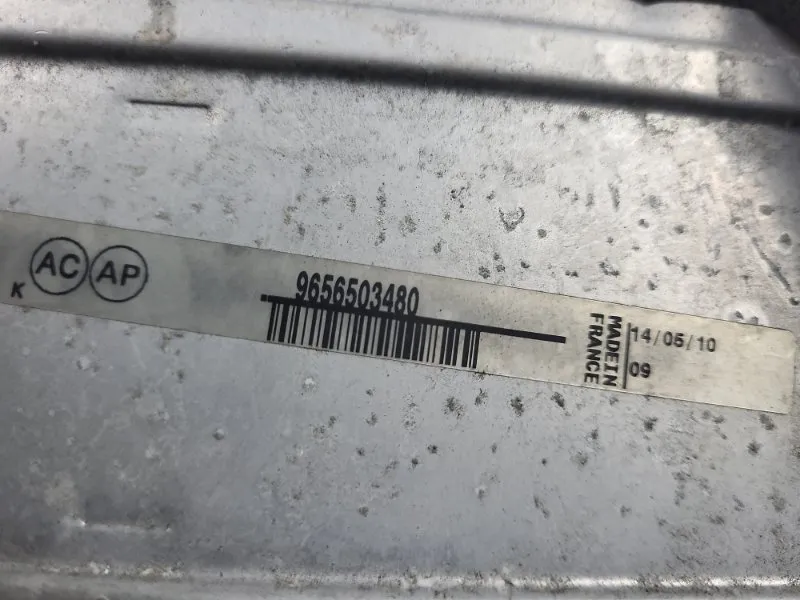 AC AP
K
9656503480
MADE IN
FRANCE
14/05/10
09